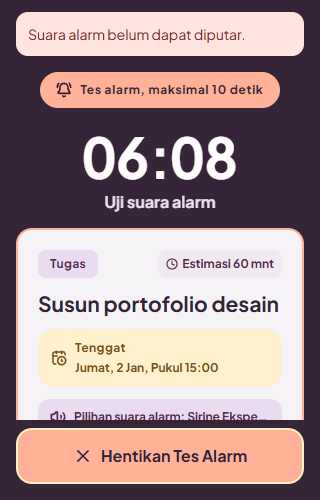 Suara alarm belum dapat diputar.
Tes alarm, maksimal 10 detik
06:08
Uji suara alarm
Tugas
Estimasi 60 mnt
Susun portofolio desain
Tenggat
Jumat, 2 Jan, Pukul 15:00
Pilihan suara alarm: Sirine Ekspe...
Hentikan Tes Alarm